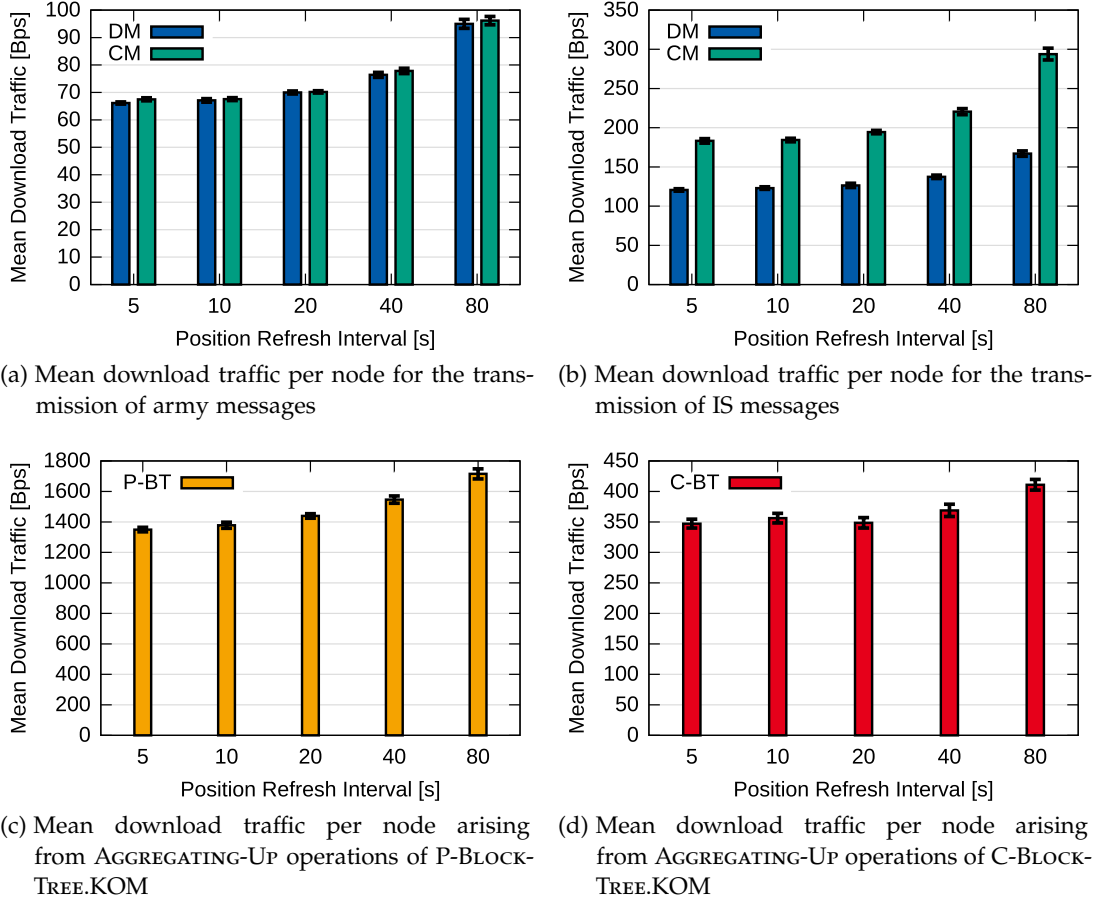 Mean Download Traffic [Bps]
100
90
80
70
60
50
40
30
20
10
0
DM
CM
5 10 20 40 80
Position Refresh Interval [s]
(a) Mean download traffic per node for the trans-
mission of army messages
Mean Download Traffic [Bps]
350
300
250
200
150
100
50
0
DM
CM
5 10 20 40 80
Position Refresh Interval [s]
(b) Mean download traffic per node for the trans-
mission of IS messages
Mean Download Traffic [Bps]
1800
1600
1400
1200
1000
800
600
400
200
0
P-BT
5 10 20 40 80
Position Refresh Interval [s]
(c) Mean download traffic per node arising
from Aggregating-Up operations of P-Block-
Tree.KOM
Mean Download Traffic [Bps]
450
400
350
300
250
200
150
100
50
0
C-BT
5 10 20 40 80
Position Refresh Interval [s]
(d) Mean download traffic per node arising
from Aggregating-Up operations of C-Block-
Tree.KOM